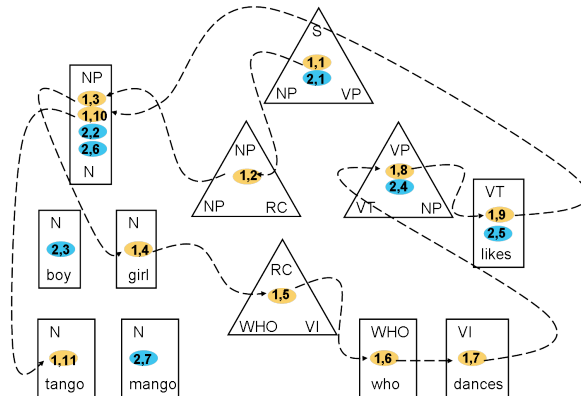 S
1,1
2,1
NP VP
NP
1,3
1,10
2,2
2,6
N
NP
1,2
NP RC
VP
1,8
2,4
VT NP
VT
1,9
2,5
likes
N
2,3
boy
N
1,4
girl
RC
1,5
WHO VI
N
1,11
tango
N
2,7
mango
WHO
1,6
who
VI
1,7
dances